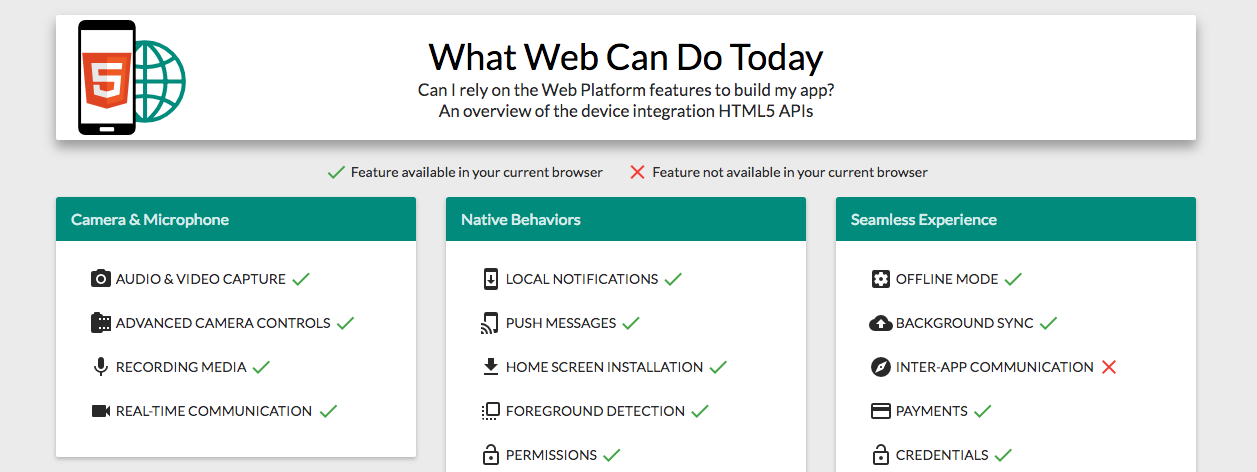 What Web Can Do Today
Can I rely on the Web Platform features to build my app?
An overview of the device integration HTML5 APIs
Feature available in your current browser
Feature not available in your current browser
Camera & Microphone
AUDIO & VIDEO CAPTURE
ADVANCED CAMERA CONTROLS
RECORDING MEDIA
REAL-TIME COMMUNICATION
Native Behaviors
LOCAL NOTIFICATIONS
PUSH MESSAGES
HOME SCREEN INSTALLATION
FOREGROUND DETECTION
PERMISSIONS
Seamless Experience
OFFLINE MODE
BACKGROUND SYNC
INTER-APP COMMUNICATION
PAYMENTS
CREDENTIALS